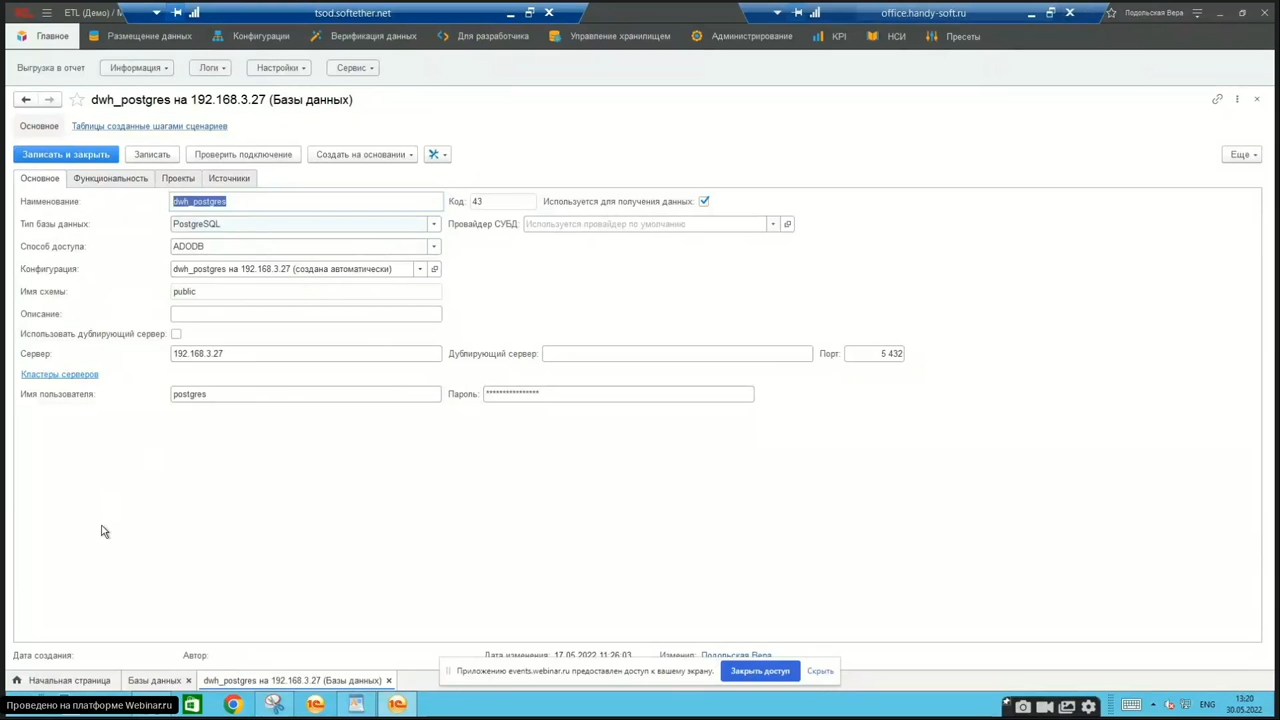 ETL (Демо) / М
tsod.softether.net
office.handy-soft.ru
Подольская Вера
Главное
Размещение данных
Конфигурации
Верификация данных
Для разработчика
Управление хранилищем
Администрирование
KPI
НСИ
Пресеты
Выгрузка в отчет
Информация
Логи
Настройки
Сервис
dwh_postgres на 192.168.3.27 (Базы данных)
Основное
Таблицы созданные шагами сценариев
Записать и закрыть
Записать
Проверить подключение
Создать на основании
Еще
Основное
Функциональность
Проекты
Источники
Наименование: dwh_postgres Код: 43 Используется для получения данных:
Тип базы данных: PostgreSQL Провайдер СУБД: Используется провайдер по умолчанию
Способ доступа: ADODB
Конфигурация: dwh_postgres на 192.168.3.27 (создана автоматически)
Имя схемы: public
Описание:
Использовать дублирующий сервер:
Сервер: 192.168.3.27 Дублирующий сервер: Порт: 5 432
Кластеры серверов
Имя пользователя: postgres Пароль: ****************
Дата создания: Автор: Дата изменения: 17.05.2022 11:26:03 Изменил: Подольская Вера
Приложению events.webinar.ru предоставлен доступ к вашему экрану.
Закрыть доступ
Скрыть
Начальная страница
Базы данных
dwh_postgres на 192.168.3.27 (Базы данных)
Проведено на платформе Webinar.ru
ENG
13:20
30.05.2022